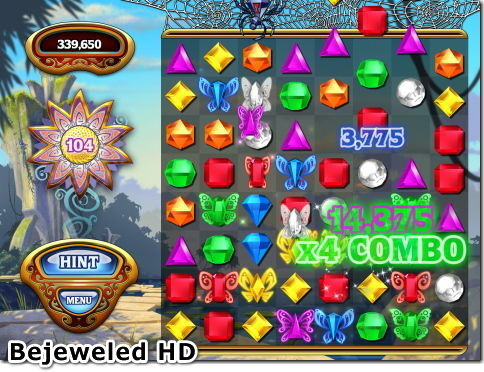 339,650
104
3,775
14,375
x4 COMBO
HINT
MENU
Bejeweled HD